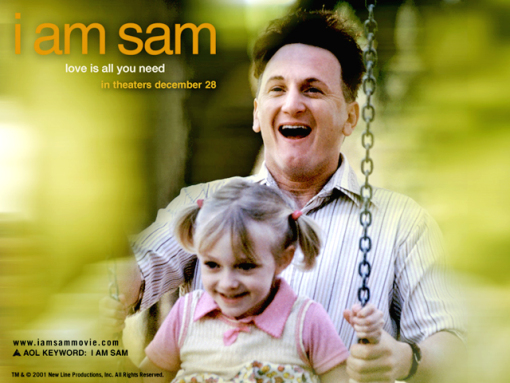 i am sam
love is all you need
in theaters december 28
www.iamsammovie.com
AOL KEYWORD: I AM SAM
TM & © 2001 New Line Productions, Inc. All Rights Reserved.